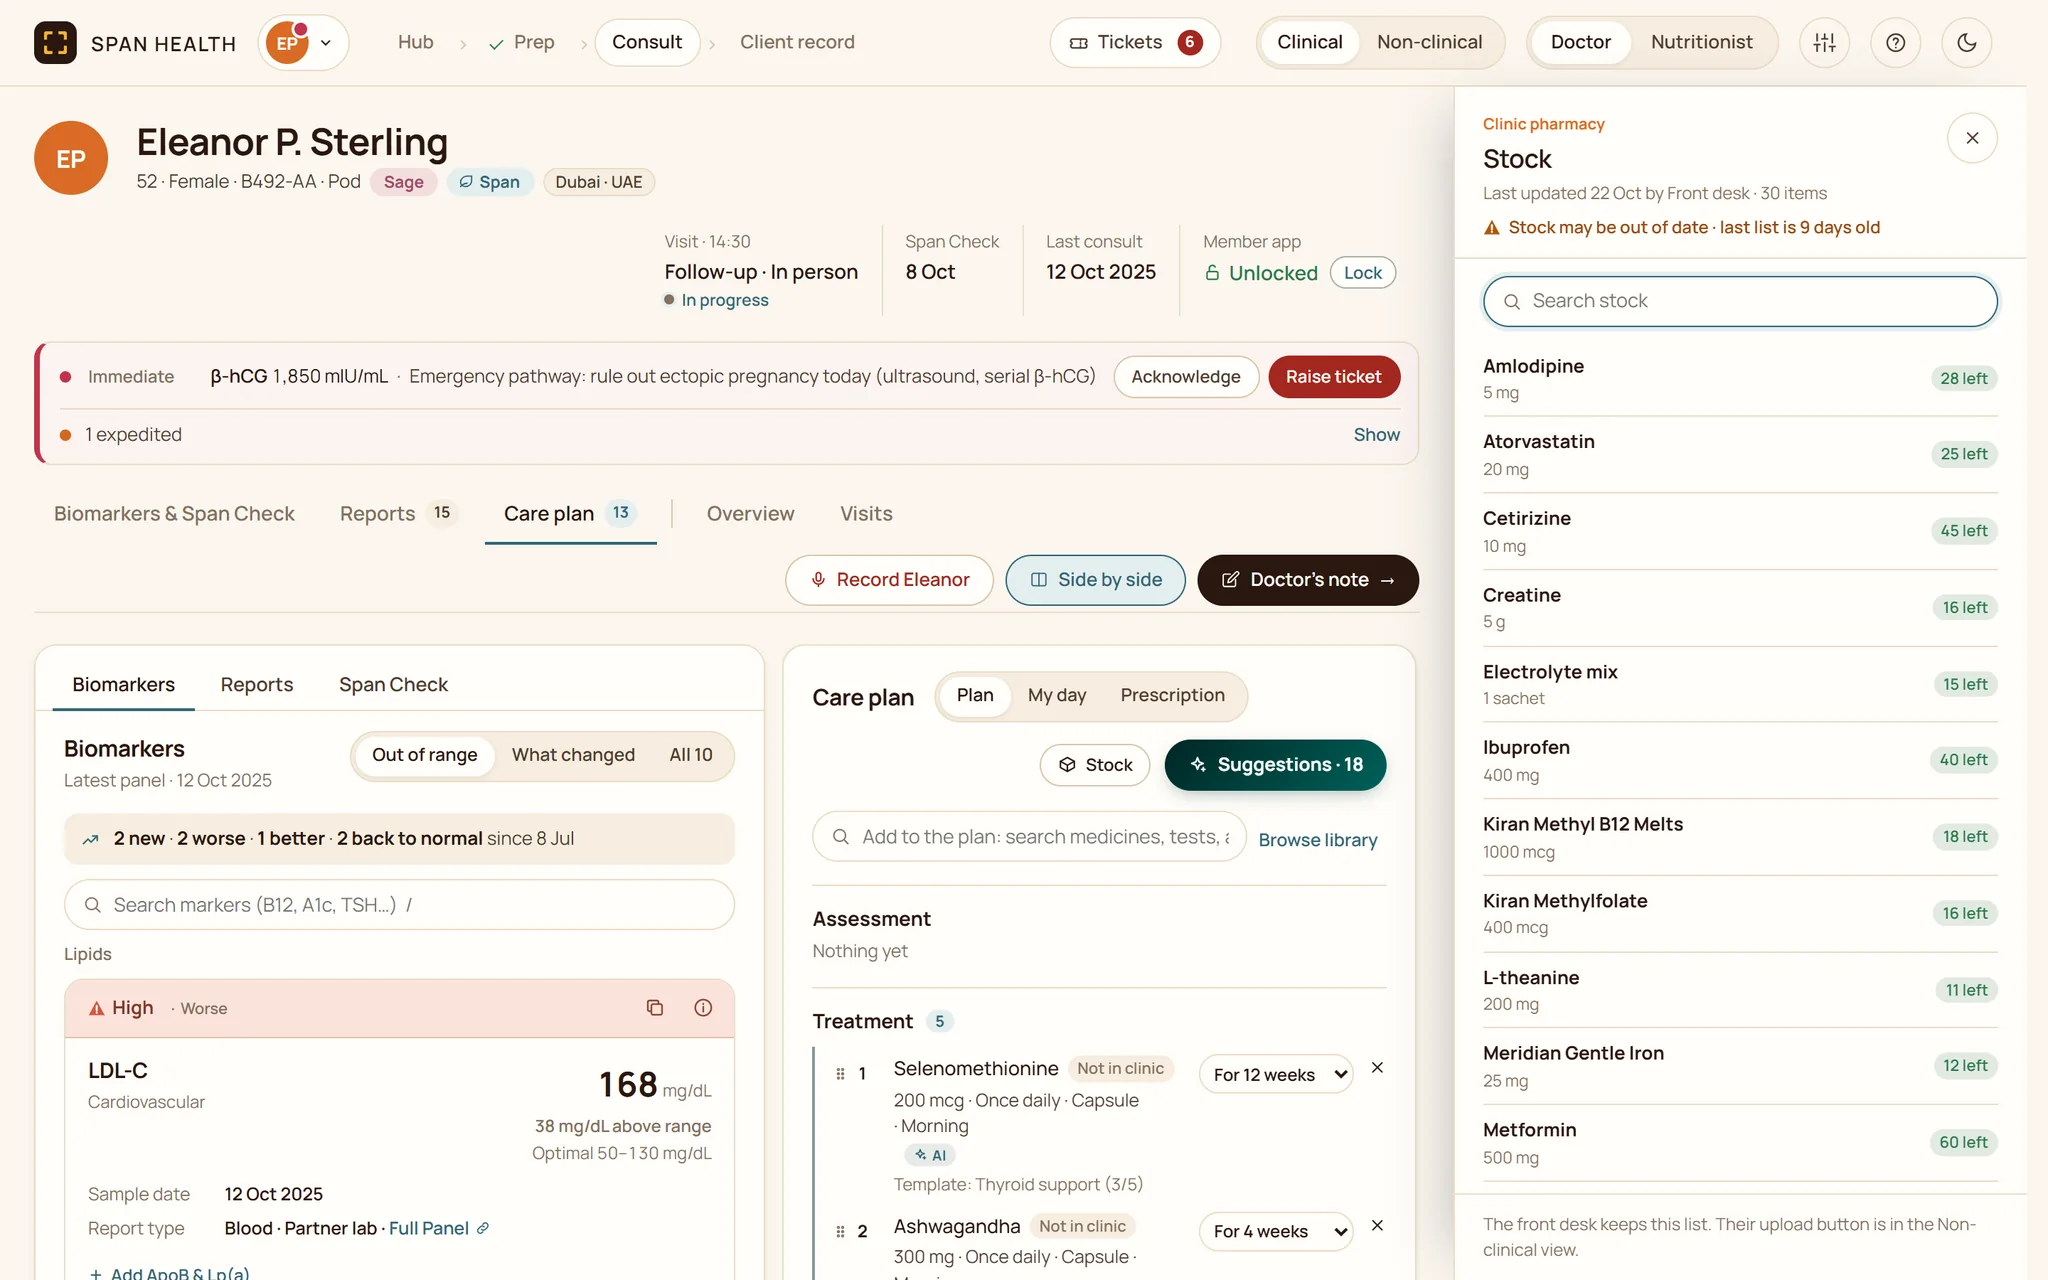 SPAN HEALTH
EP
Hub
Prep
Consult
Client record
Tickets 6
Clinical
Non-clinical
Doctor
Nutritionist
EP
Eleanor P. Sterling
52 · Female · B492-AA · Pod
Sage
Span
Dubai · UAE
Visit · 14:30
Follow-up · In person
In progress
Span Check
8 Oct
Last consult
12 Oct 2025
Member app
Unlocked
Lock
Immediate
β-hCG 1,850 mIU/mL · Emergency pathway: rule out ectopic pregnancy today (ultrasound, serial β-hCG)
Acknowledge
Raise ticket
1 expedited
Show
Biomarkers & Span Check
Reports 15
Care plan 13
Overview
Visits
Record Eleanor
Side by side
Doctor's note →
Biomarkers
Reports
Span Check
Biomarkers
Latest panel · 12 Oct 2025
Out of range
What changed
All 10
2 new · 2 worse · 1 better · 2 back to normal since 8 Jul
Search markers (B12, A1c, TSH…) /
Lipids
High · Worse
LDL-C
Cardiovascular
168 mg/dL
38 mg/dL above range
Optimal 50–130 mg/dL
Sample date 12 Oct 2025
Report type Blood · Partner lab · Full Panel
+ Add ApoB & Lp(a)
Care plan
Plan
My day
Prescription
Stock
Suggestions · 18
Add to the plan: search medicines, tests, a
Browse library
Assessment
Nothing yet
Treatment 5
1 Selenomethionine Not in clinic
200 mcg · Once daily · Capsule
· Morning
AI
Template: Thyroid support (3/5)
For 12 weeks
2 Ashwagandha Not in clinic
300 mg · Once daily · Capsule ·
For 4 weeks
Clinic pharmacy
Stock
Last updated 22 Oct by Front desk · 30 items
Stock may be out of date · last list is 9 days old
Search stock
Amlodipine
5 mg
28 left
Atorvastatin
20 mg
25 left
Cetirizine
10 mg
45 left
Creatine
5 g
16 left
Electrolyte mix
1 sachet
15 left
Ibuprofen
400 mg
40 left
Kiran Methyl B12 Melts
1000 mcg
18 left
Kiran Methylfolate
400 mcg
16 left
L-theanine
200 mg
11 left
Meridian Gentle Iron
25 mg
12 left
Metformin
500 mg
60 left
The front desk keeps this list. Their upload button is in the Non-
clinical view.